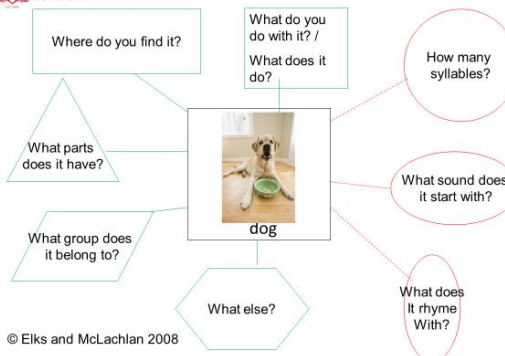 Where do you find it?
What do you
do with it? /
What does it
do?
How many
syllables?
What parts
does it have?
dog
What sound does
it start with?
What group does
it belong to?
What else?
What does
It rhyme
With?
© Elks and McLachlan 2008